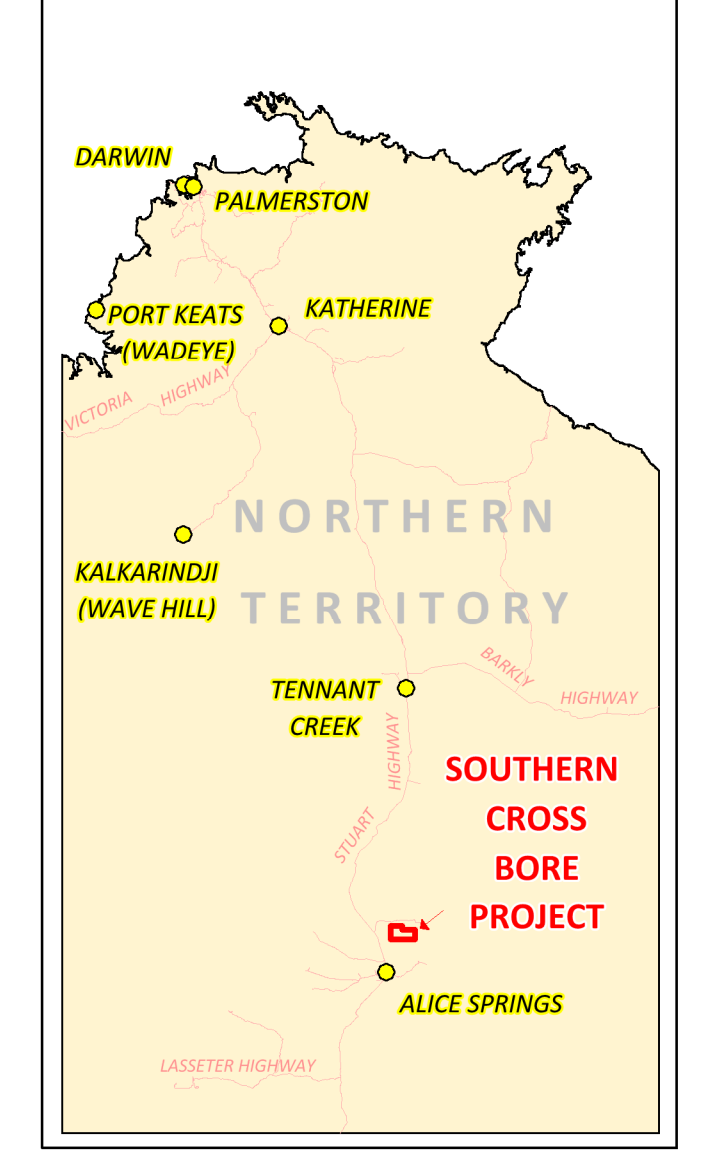 DARWIN
PALMERSTON
PORT KEATS
(WADEYE)
KATHERINE
VICTORIA HIGHWAY
NORTHERN
TERRITORY
KALKARINDJI
(WAVE HILL)
TENNANT
CREEK
BARKLY HIGHWAY
STUART HIGHWAY
SOUTHERN
CROSS
BORE
PROJECT
ALICE SPRINGS
LASSETER HIGHWAY